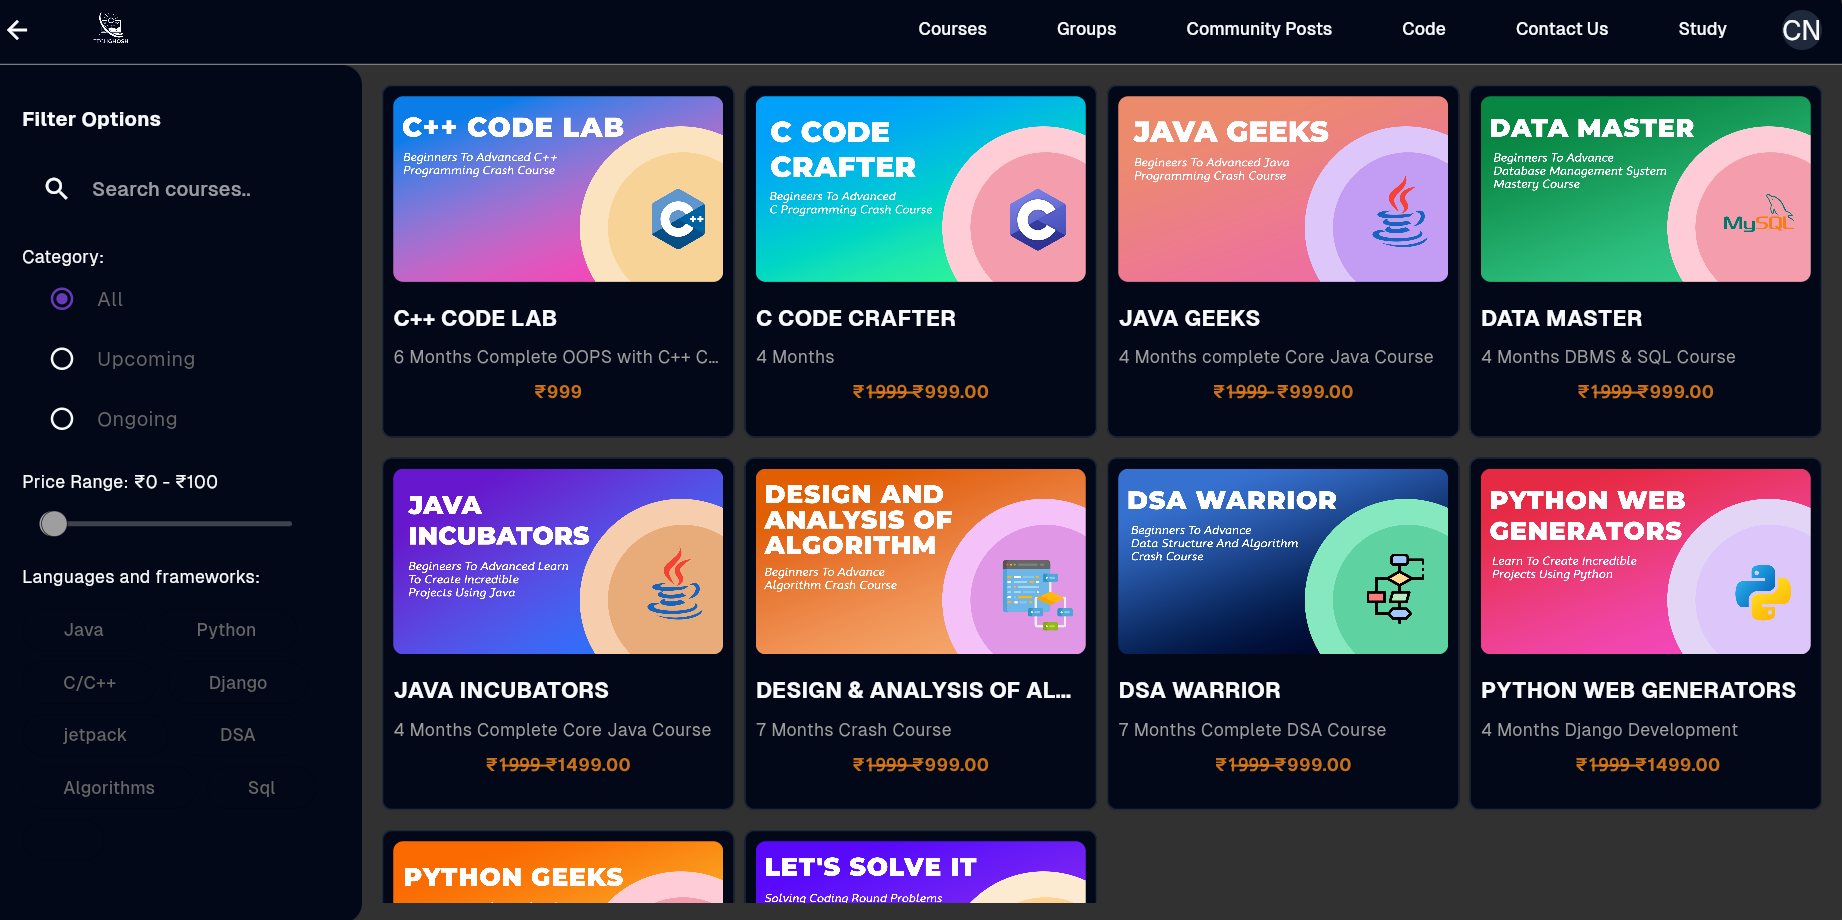 TECHGHOSH
Courses
Groups
Community Posts
Code
Contact Us
Study
CN
Filter Options
Search courses..
Category:
All
Upcoming
Ongoing
Price Range: ₹0 - ₹100
Languages and frameworks:
Java
Python
C/C++
Django
jetpack
DSA
Algorithms
Sql
C++ CODE LAB
Beginners To Advanced C++
Programming Crash Course
C++
C++ CODE LAB
6 Months Complete OOPS with C++ C...
₹999
C CODE
CRAFTER
Begineers To Advanced
C Programming Crash Course
C
C CODE CRAFTER
4 Months
₹1999 ₹999.00
JAVA GEEKS
Begineers To Advanced Java
Programming Crash Course
JAVA GEEKS
4 Months complete Core Java Course
₹1999 ₹999.00
DATA MASTER
Beginners To Advance
Database Management System
Mastery Course
MySQL
DATA MASTER
4 Months DBMS & SQL Course
₹1999 ₹999.00
JAVA
INCUBATORS
Begineers To Advanced Learn
To Create Incredible
Projects Using Java
JAVA INCUBATORS
4 Months Complete Core Java Course
₹1999 ₹1499.00
DESIGN AND
ANALYSIS OF
ALGORITHM
Beginners To Advance
Algorithm Crash Course
DESIGN & ANALYSIS OF AL...
7 Months Crash Course
₹1999 ₹999.00
DSA WARRIOR
Beginners To Advance
Data Structure And Algorithm
Crash Course
DSA WARRIOR
7 Months Complete DSA Course
₹1999 ₹999.00
PYTHON WEB
GENERATORS
Learn To Create Incredible
Projects Using Python
PYTHON WEB GENERATORS
4 Months Django Development
₹1999 ₹1499.00
PYTHON GEEKS
LET'S SOLVE IT
Solving Coding Round Problems